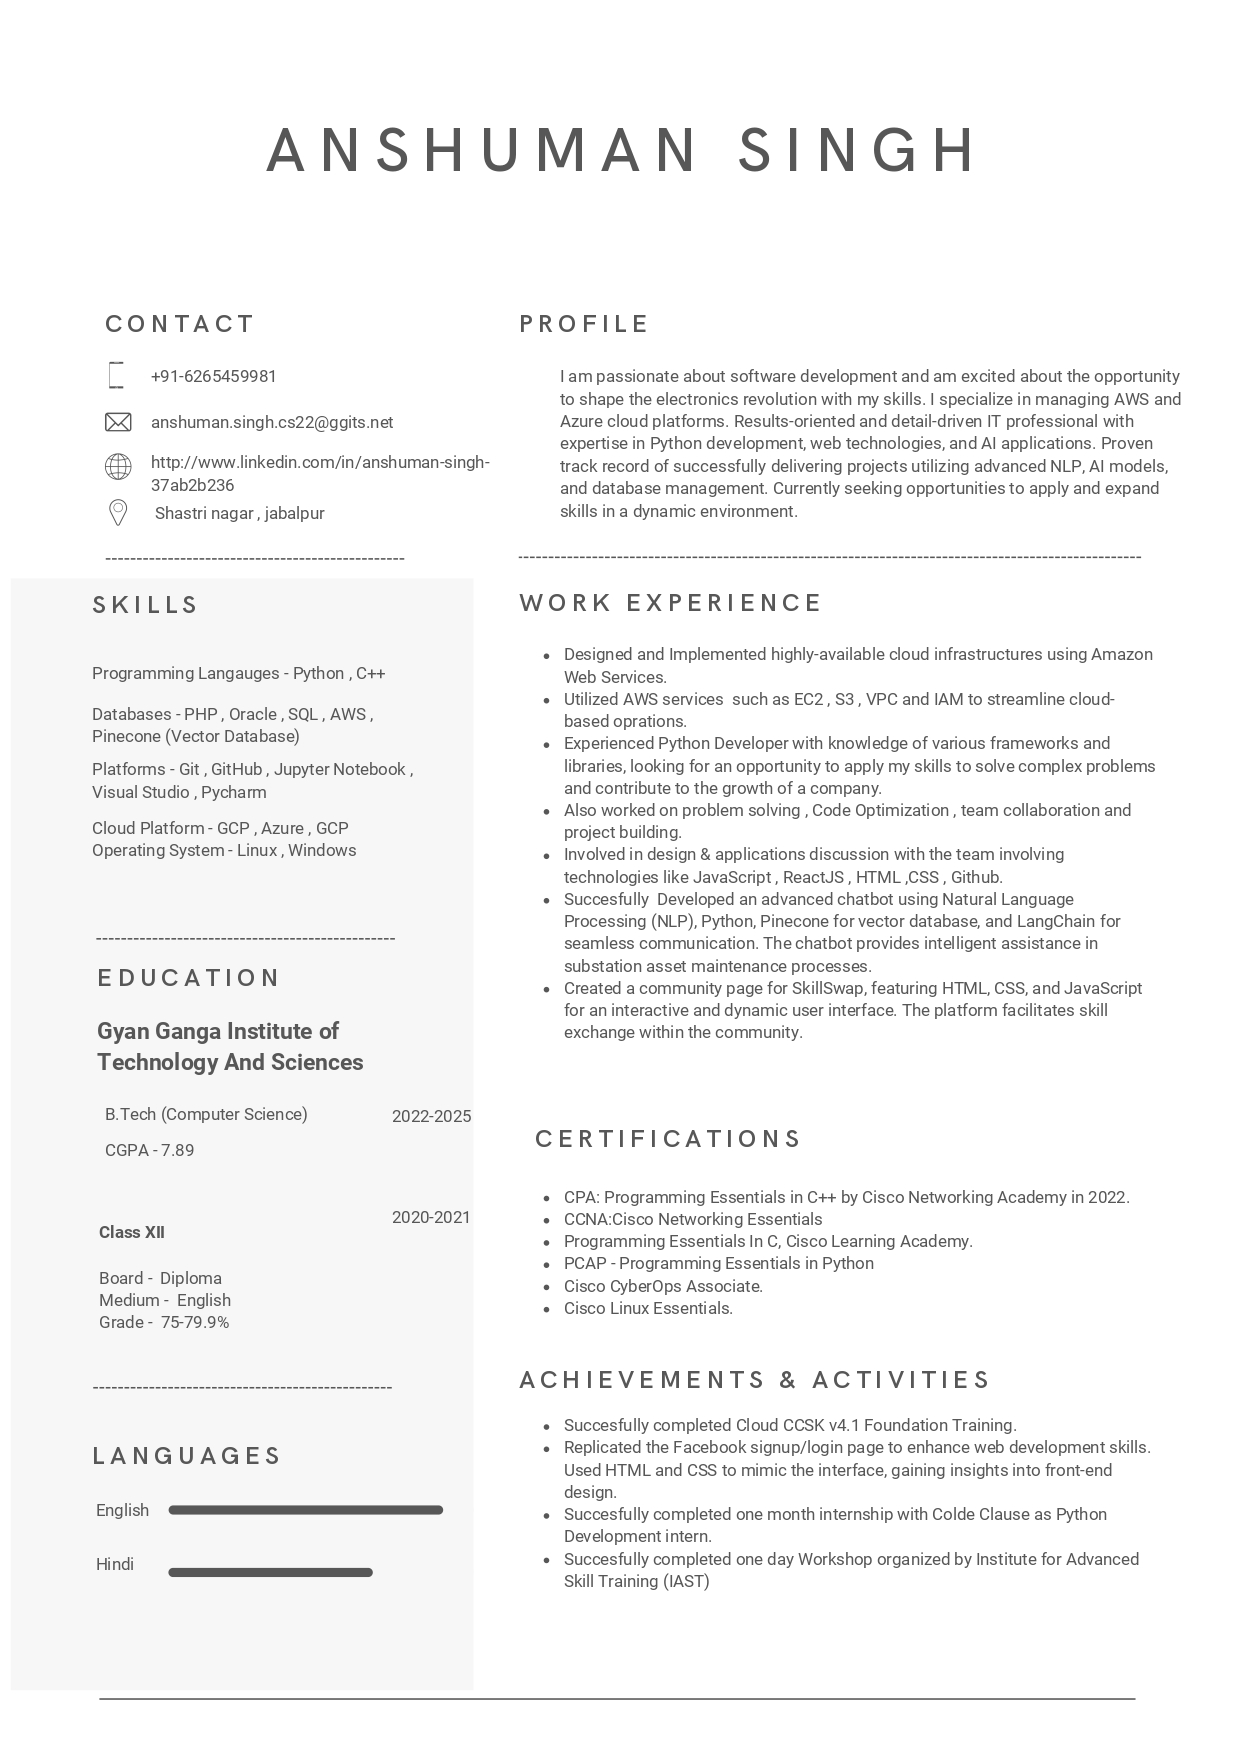 ANSHUMAN SINGH
CONTACT
+91-6265459981
anshuman.singh.cs22@ggits.net
http://www.linkedin.com/in/anshuman-singh-
37ab2b236
Shastri nagar , jabalpur
------------------------------------------------
SKILLS
Programming Langauges - Python , C++
Databases - PHP , Oracle , SQL , AWS ,
Pinecone (Vector Database)
Platforms - Git , GitHub , Jupyter Notebook ,
Visual Studio , Pycharm
Cloud Platform - GCP , Azure , GCP
Operating System - Linux , Windows
------------------------------------------------
EDUCATION
Gyan Ganga Institute of
Technology And Sciences
B.Tech (Computer Science) 2022-2025
CGPA - 7.89
2020-2021
Class XII
Board - Diploma
Medium - English
Grade - 75-79.9%
------------------------------------------------
LANGUAGES
English
Hindi
PROFILE
I am passionate about software development and am excited about the opportunity
to shape the electronics revolution with my skills. I specialize in managing AWS and
Azure cloud platforms. Results-oriented and detail-driven IT professional with
expertise in Python development, web technologies, and AI applications. Proven
track record of successfully delivering projects utilizing advanced NLP, AI models,
and database management. Currently seeking opportunities to apply and expand
skills in a dynamic environment.
----------------------------------------------------------------------------------------------------
WORK EXPERIENCE
• Designed and Implemented highly-available cloud infrastructures using Amazon
Web Services.
• Utilized AWS services such as EC2 , S3 , VPC and IAM to streamline cloud-
based oprations.
• Experienced Python Developer with knowledge of various frameworks and
libraries, looking for an opportunity to apply my skills to solve complex problems
and contribute to the growth of a company.
• Also worked on problem solving , Code Optimization , team collaboration and
project building.
• Involved in design & applications discussion with the team involving
technologies like JavaScript , ReactJS , HTML ,CSS , Github.
• Succesfully Developed an advanced chatbot using Natural Language
Processing (NLP), Python, Pinecone for vector database, and LangChain for
seamless communication. The chatbot provides intelligent assistance in
substation asset maintenance processes.
• Created a community page for SkillSwap, featuring HTML, CSS, and JavaScript
for an interactive and dynamic user interface. The platform facilitates skill
exchange within the community.
CERTIFICATIONS
• CPA: Programming Essentials in C++ by Cisco Networking Academy in 2022.
• CCNA:Cisco Networking Essentials
• Programming Essentials In C, Cisco Learning Academy.
• PCAP - Programming Essentials in Python
• Cisco CyberOps Associate.
• Cisco Linux Essentials.
ACHIEVEMENTS & ACTIVITIES
• Succesfully completed Cloud CCSK v4.1 Foundation Training.
• Replicated the Facebook signup/login page to enhance web development skills.
Used HTML and CSS to mimic the interface, gaining insights into front-end
design.
• Succesfully completed one month internship with Colde Clause as Python
Development intern.
• Succesfully completed one day Workshop organized by Institute for Advanced
Skill Training (IAST)